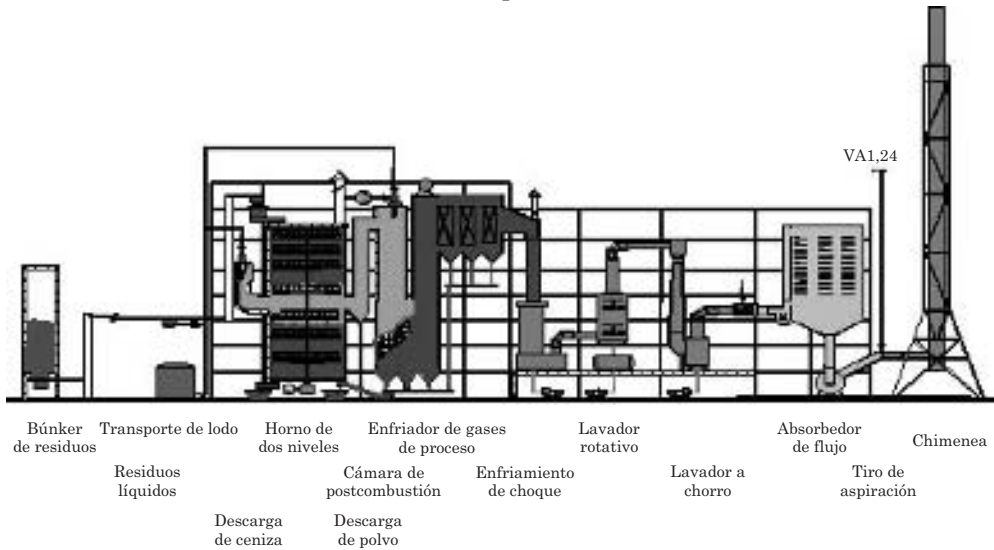 VA1,24
Búnker
de residuos
Transporte de lodo
Horno de
dos niveles
Enfriador de gases
de proceso
Lavador
rotativo
Absorbedor
de flujo
Chimenea
Residuos
líquidos
Cámara de
postcombustión
Enfriamiento
de choque
Lavador a
chorro
Tiro de
aspiración
Descarga
de ceniza
Descarga
de polvo